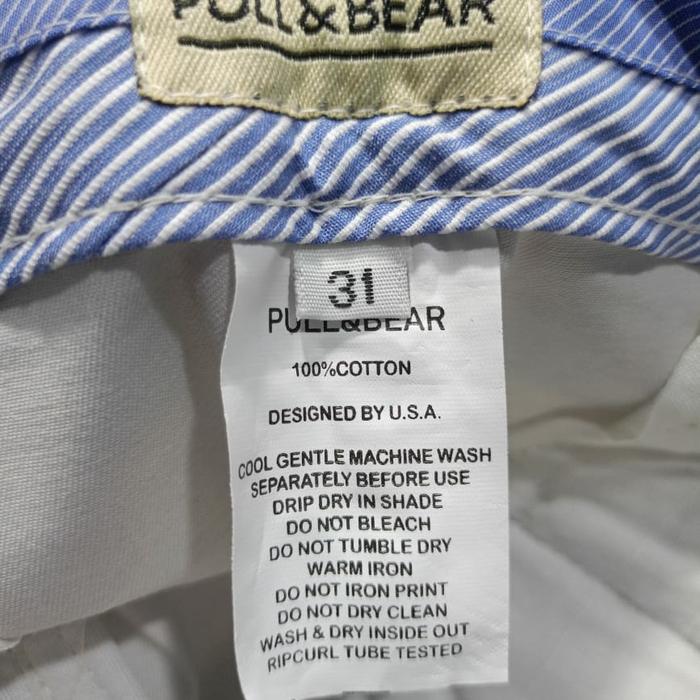 PULL&BEAR
31
PULL&BEAR
100%COTTON
DESIGNED BY U.S.A.
COOL GENTLE MACHINE WASH
SEPARATELY BEFORE USE
DRIP DRY IN SHADE
DO NOT BLEACH
DO NOT TUMBLE DRY
WARM IRON
DO NOT IRON PRINT
DO NOT DRY CLEAN
WASH & DRY INSIDE OUT
RIPCURL TUBE TESTED